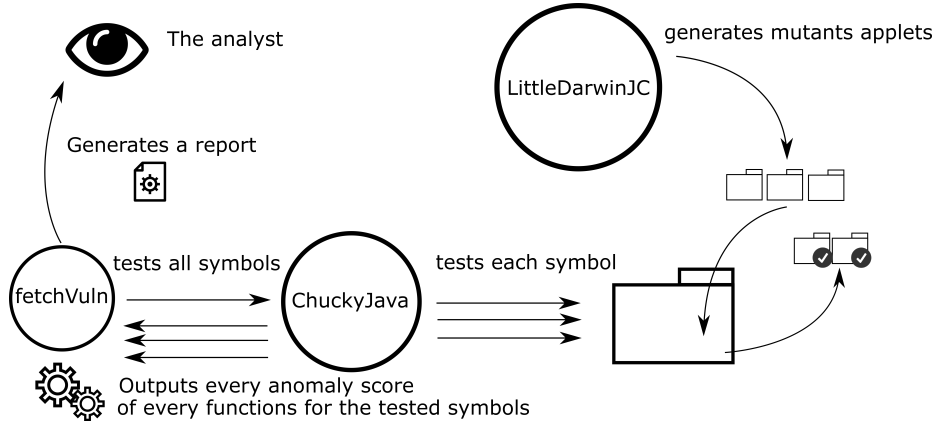 The analyst
generates mutants applets
LittleDarwinJC
Generates a report
tests all symbols
tests each symbol
fetchVuln
ChuckyJava
Outputs every anomaly score
of every functions for the tested symbols